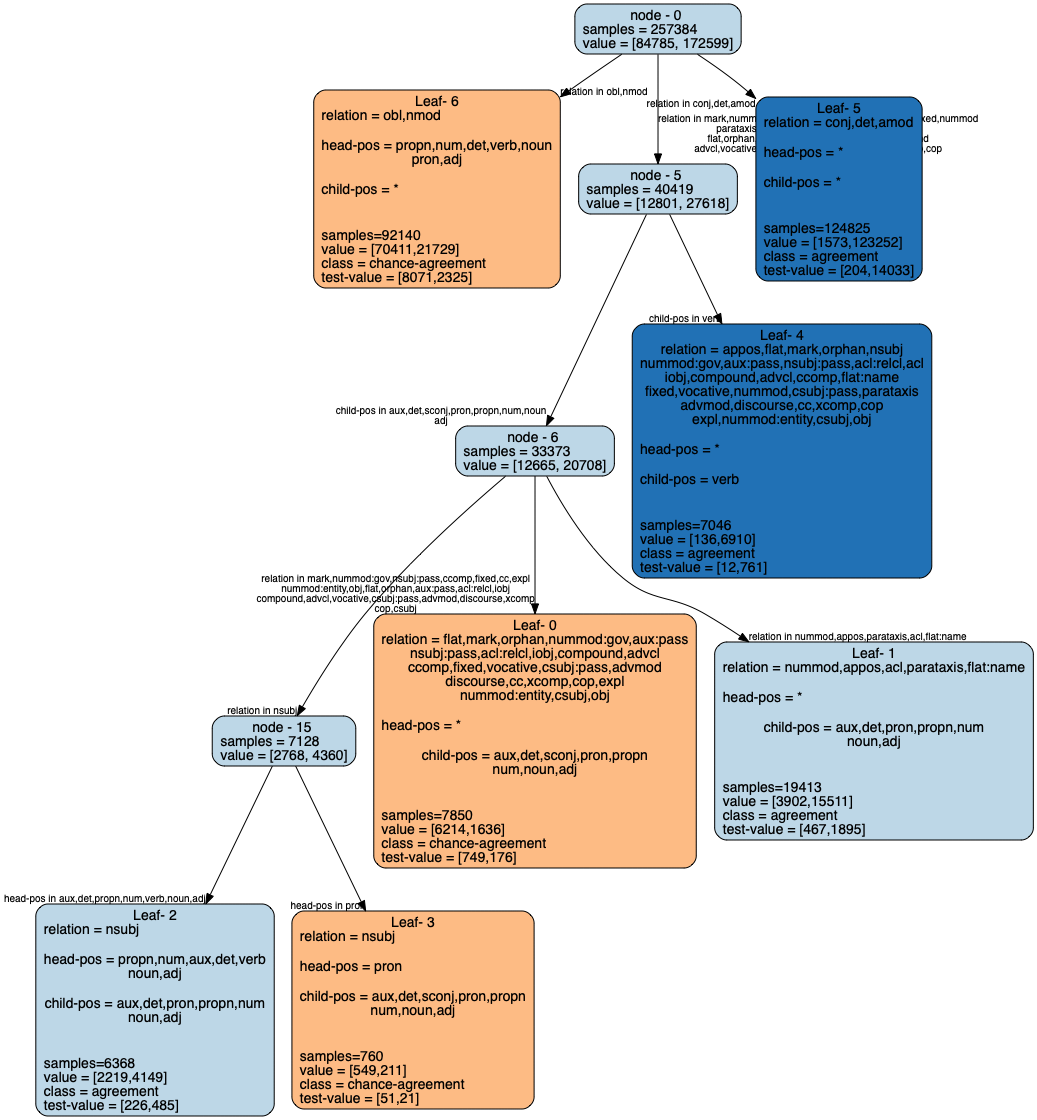 node - 0
samples = 257384
value = [84785, 172599]
relation in obl,nmod
relation in conj,det,amod
relation in mark,numm
xed,nummod
parataxis
flat,orphan
d
advcl,vocative
,cop
Leaf- 6
relation = obl,nmod
head-pos = propn,num,det,verb,noun
pron,adj
child-pos = *
samples=92140
value = [70411,21729]
class = chance-agreement
test-value = [8071,2325]
node - 5
samples = 40419
value = [12801, 27618]
Leaf- 5
relation = conj,det,amod
head-pos = *
child-pos = *
samples=124825
value = [1573,123252]
class = agreement
test-value = [204,14033]
child-pos in verb
Leaf- 4
relation = appos,flat,mark,orphan,nsubj
nummod:gov,aux:pass,nsubj:pass,acl:relcl,acl
iobj,compound,advcl,ccomp,flat:name
fixed,vocative,nummod,csubj:pass,parataxis
advmod,discourse,cc,xcomp,cop
expl,nummod:entity,csubj,obj
head-pos = *
child-pos = verb
samples=7046
value = [136,6910]
class = agreement
test-value = [12,761]
child-pos in aux,det,sconj,pron,propn,num,noun
adj
node - 6
samples = 33373
value = [12665, 20708]
relation in mark,nummod:gov,nsubj:pass,ccomp,fixed,cc,expl
nummod:entity,obj,flat,orphan,aux:pass,acl:relcl,iobj
compound,advcl,vocative,csubj:pass,advmod,discourse,xcomp
cop,csubj
Leaf- 0
relation = flat,mark,orphan,nummod:gov,aux:pass
nsubj:pass,acl:relcl,iobj,compound,advcl
ccomp,fixed,vocative,csubj:pass,advmod
discourse,cc,xcomp,cop,expl
nummod:entity,csubj,obj
head-pos = *
child-pos = aux,det,sconj,pron,propn
num,noun,adj
samples=7850
value = [6214,1636]
class = chance-agreement
test-value = [749,176]
relation in nummod,appos,parataxis,acl,flat:name
Leaf- 1
relation = nummod,appos,acl,parataxis,flat:name
head-pos = *
child-pos = aux,det,pron,propn,num
noun,adj
samples=19413
value = [3902,15511]
class = agreement
test-value = [467,1895]
relation in nsubj
node - 15
samples = 7128
value = [2768, 4360]
head-pos in aux,det,propn,num,verb,noun,adj
Leaf- 2
relation = nsubj
head-pos = propn,num,aux,det,verb
noun,adj
child-pos = aux,det,pron,propn,num
noun,adj
samples=6368
value = [2219,4149]
class = agreement
test-value = [226,485]
head-pos in pron
Leaf- 3
relation = nsubj
head-pos = pron
child-pos = aux,det,sconj,pron,propn
num,noun,adj
samples=760
value = [549,211]
class = chance-agreement
test-value = [51,21]